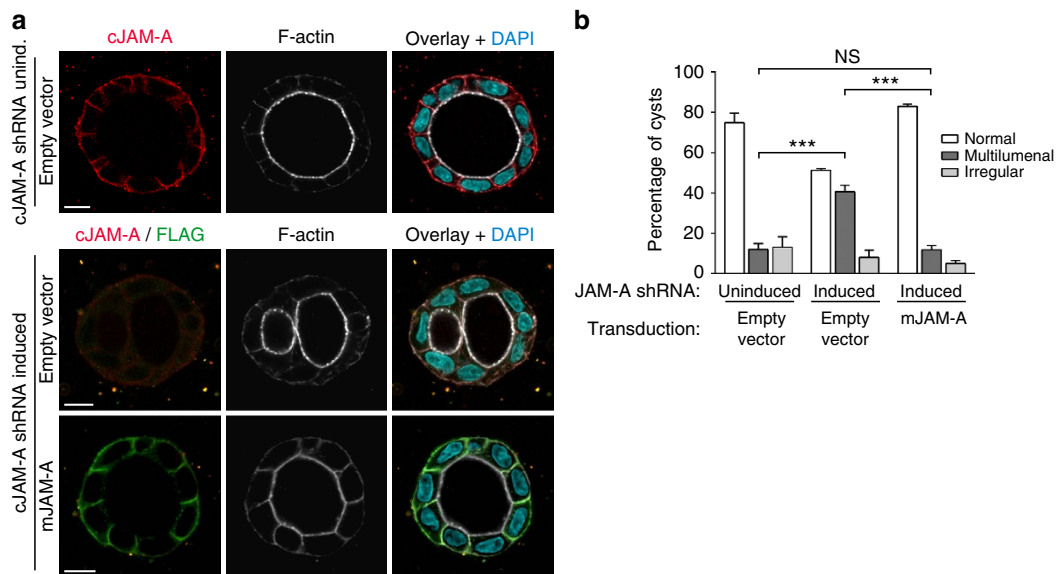 a
cJAM-A
F-actin
Overlay + DAPI
cJAM-A shRNA unind.
Empty vector
cJAM-A / FLAG
F-actin
Overlay + DAPI
cJAM-A shRNA induced
Empty vector
mJAM-A
b
NS
***
***
100
80
60
40
20
0
Percentage of cysts
Normal
Multilumenal
Irregular
JAM-A shRNA: Uninduced Induced Induced
Transduction: Empty vector Empty vector mJAM-A